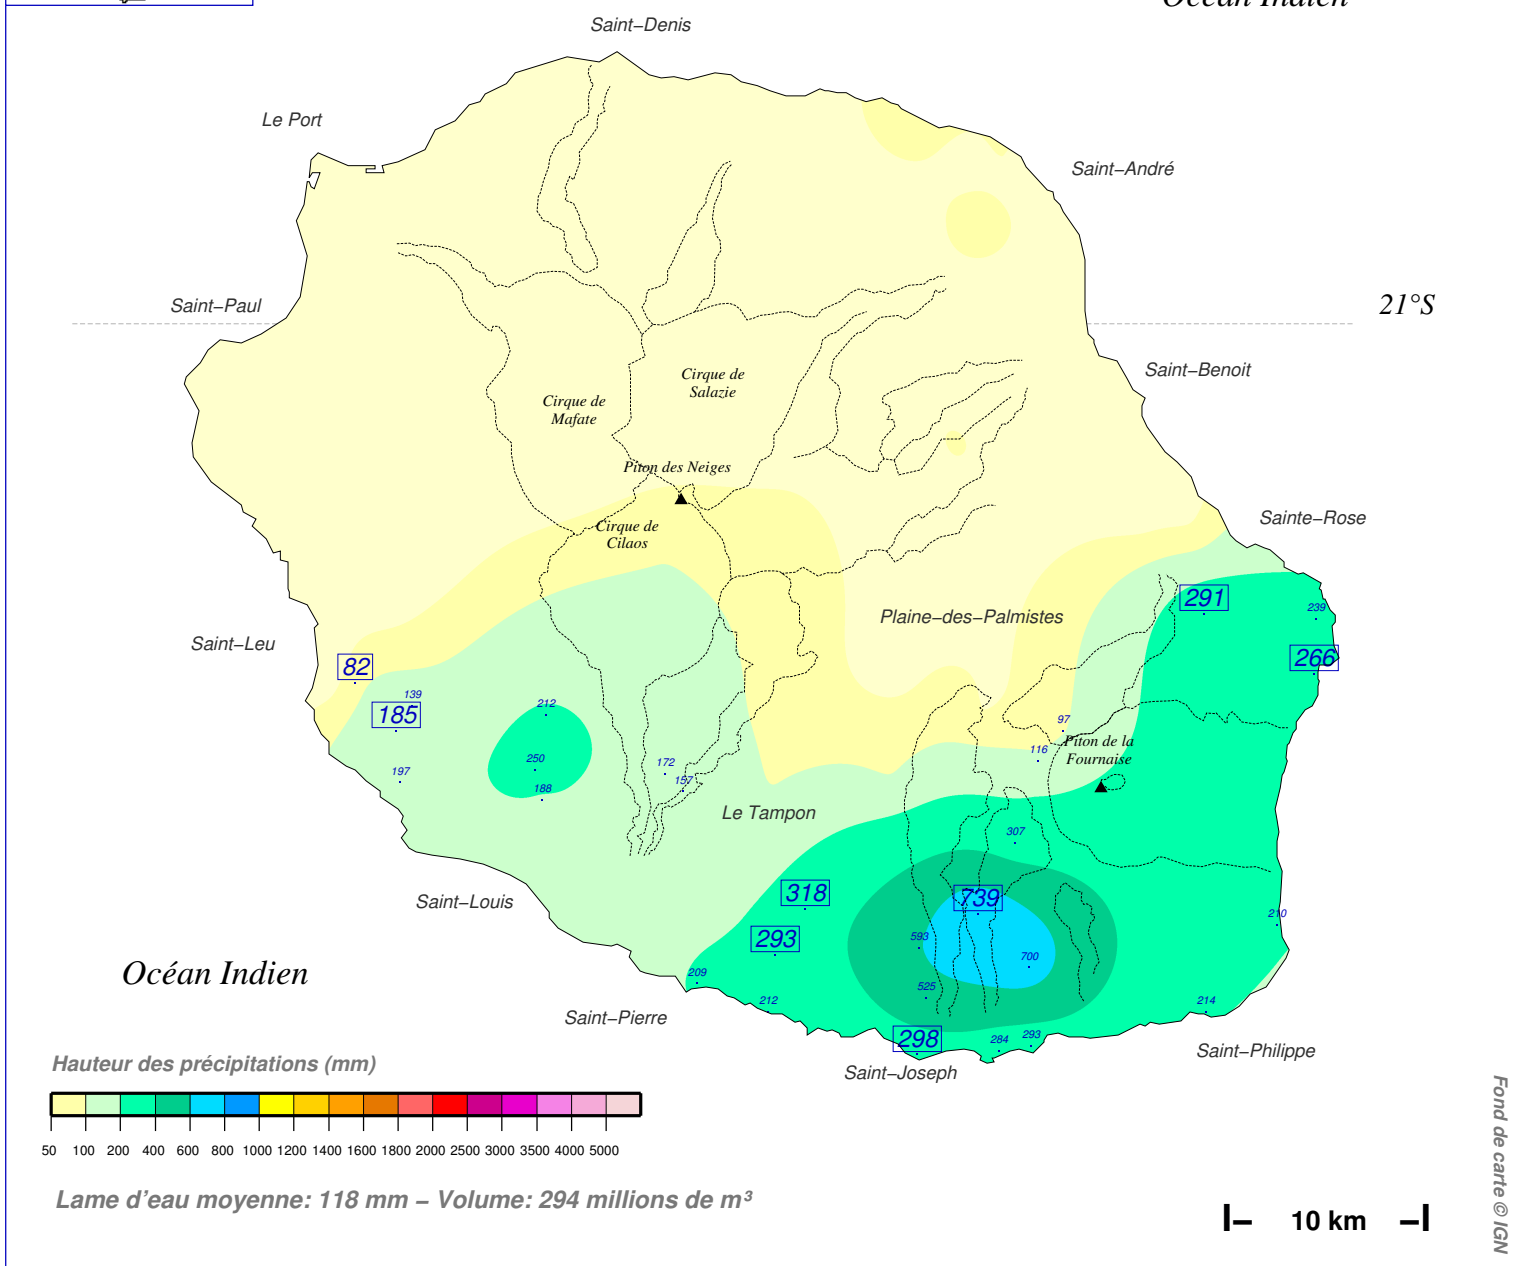 Océan Indien
Saint–Denis
Le Port
Saint–André
Saint–Paul
21°S
Saint–Benoit
Cirque de
Salazie
Cirque de
Mafate
Piton des Neiges
Sainte–Rose
Cirque de
Cilaos
291
239
Plaine–des–Palmistes
Saint–Leu
82
266
139
185
212
97
Piton de la
Fournaise
116
250
172
197
157
188
Le Tampon
307
318
739
Saint–Louis
210
293
593
700
Océan Indien
209
525
212
214
Saint–Pierre
298
284
293
Saint–Philippe
Saint–Joseph
Hauteur des précipitations (mm)
50 100 200 400 600 800 1000 1200 1400 1600 1800 2000 2500 3000 3500 4000 5000
Lame d'eau moyenne: 118 mm – Volume: 294 millions de m³
10 km
Fond de carte © IGN